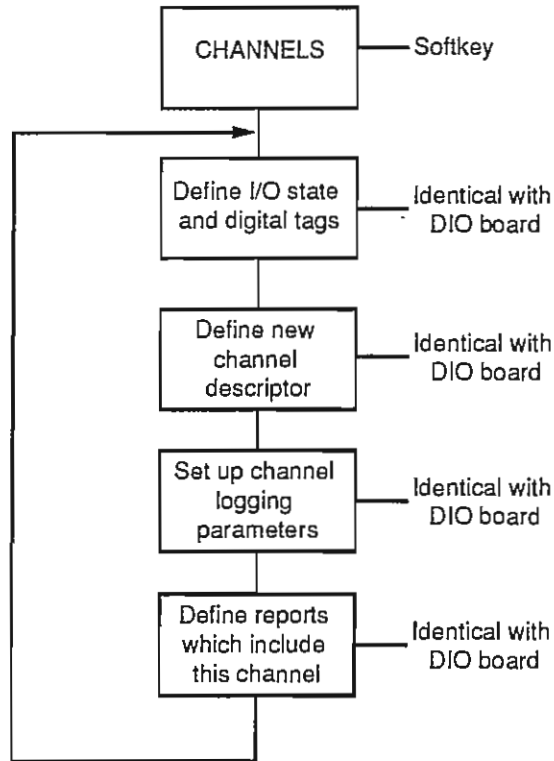 CHANNELS
Softkey
Define I/O state
and digital tags
Identical with
DIO board
Define new
channel
descriptor
Identical with
DIO board
Set up channel
logging
parameters
Identical with
DIO board
Define reports
which include
this channel
Identical with
DIO board